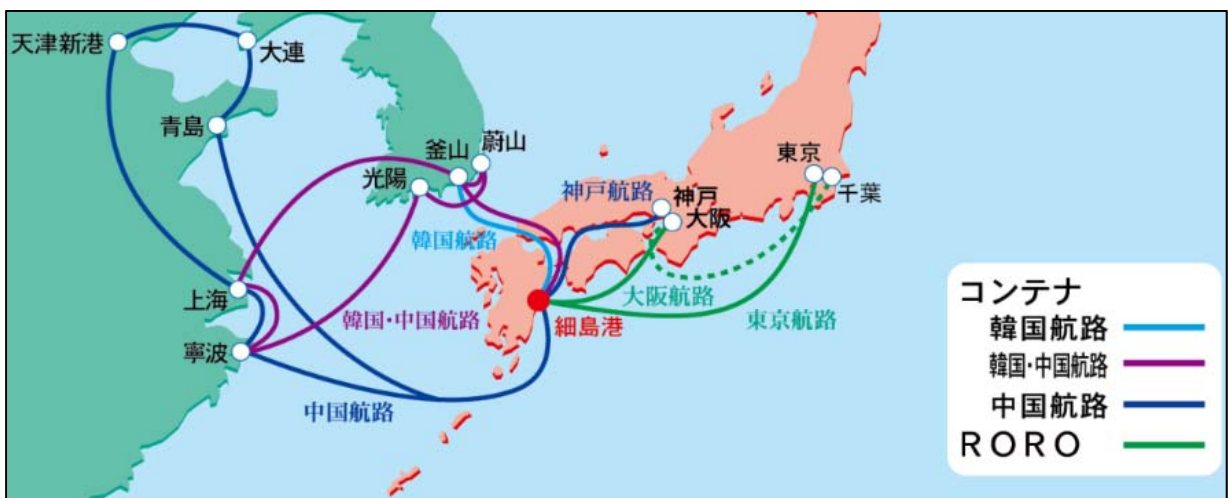 天津新港
大連
青島
釜山
蔚山
光陽
上海
寧波
韓国航路
韓国・中国航路
中国航路
神戸航路
神戸
大阪
東京
千葉
大阪航路
東京航路
細島港
コンテナ
韓国航路
韓国・中国航路
中国航路
RORO